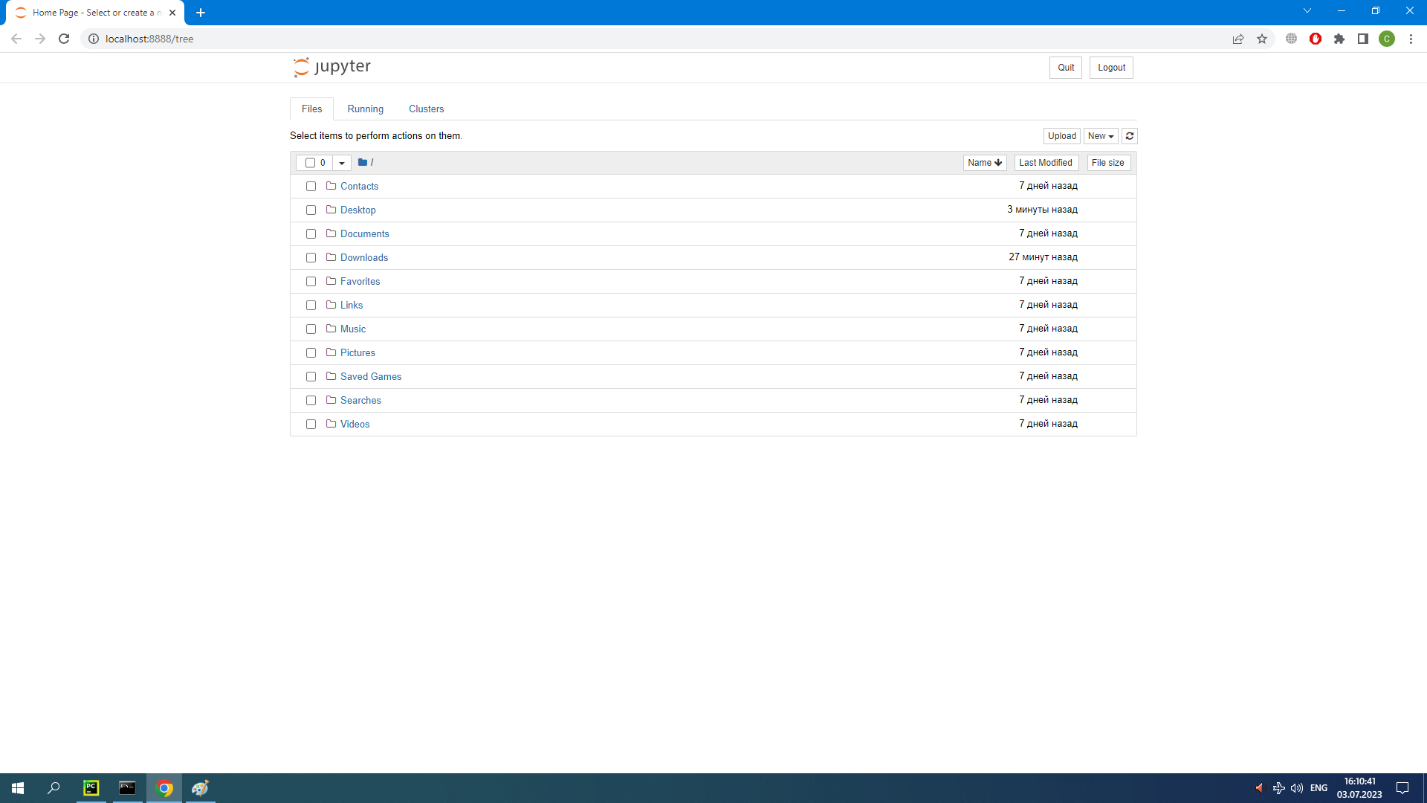 Home Page - Select or create a n
localhost:8888/tree
C
jupyter
Quit Logout
Files Running Clusters
Select items to perform actions on them.
Upload New
0 / Name Last Modified File size
Contacts 7 дней назад
Desktop 3 минуты назад
Documents 7 дней назад
Downloads 27 минут назад
Favorites 7 дней назад
Links 7 дней назад
Music 7 дней назад
Pictures 7 дней назад
Saved Games 7 дней назад
Searches 7 дней назад
Videos 7 дней назад
PC
ENG
16:10:41
03.07.2023